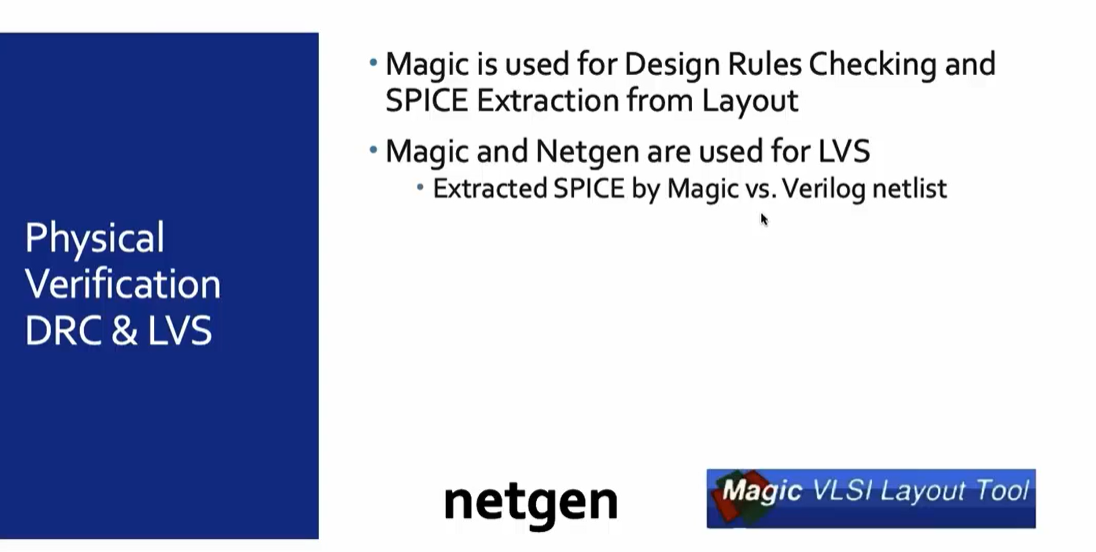 Physical
Verification
DRC & LVS
• Magic is used for Design Rules Checking and
SPICE Extraction from Layout
• Magic and Netgen are used for LVS
• Extracted SPICE by Magic vs. Verilog netlist
netgen
Magic VLSI Layout Tool